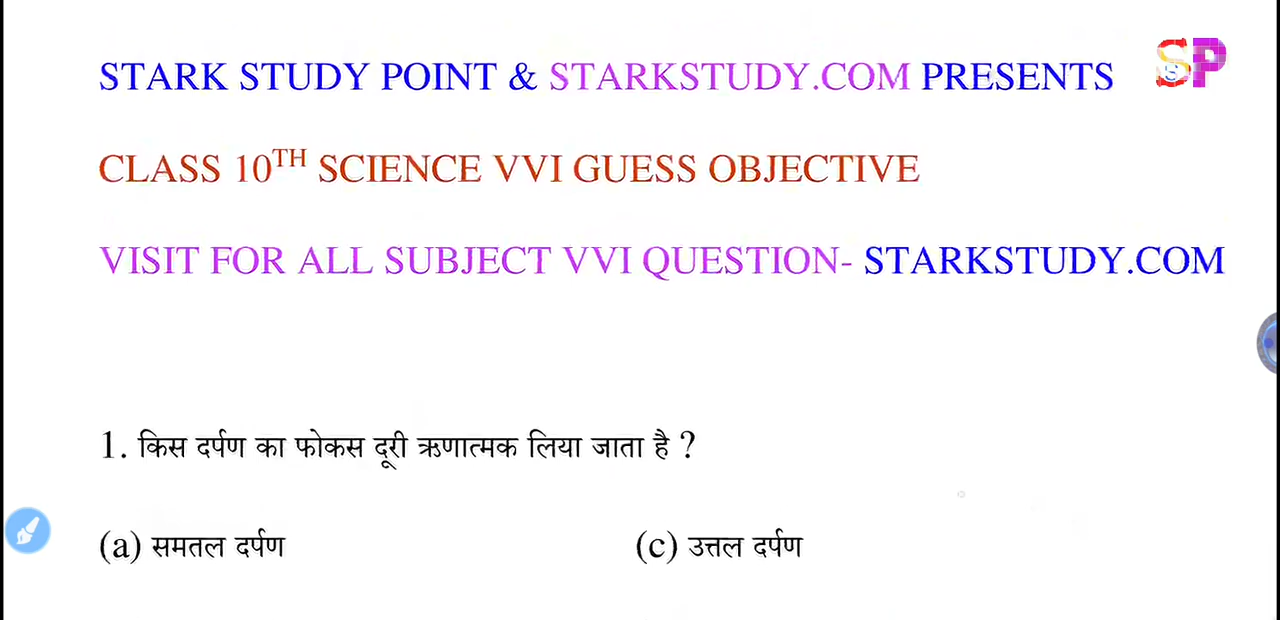 STARK STUDY POINT & STARKSTUDY.COM PRESENTS SP
CLASS 10TH SCIENCE VVI GUESS OBJECTIVE
VISIT FOR ALL SUBJECT VVI QUESTION- STARKSTUDY.COM
1. किस दर्पण का फोकस दूरी ऋणात्मक लिया जाता है ?
(a) समतल दर्पण (c) उत्तल दर्पण